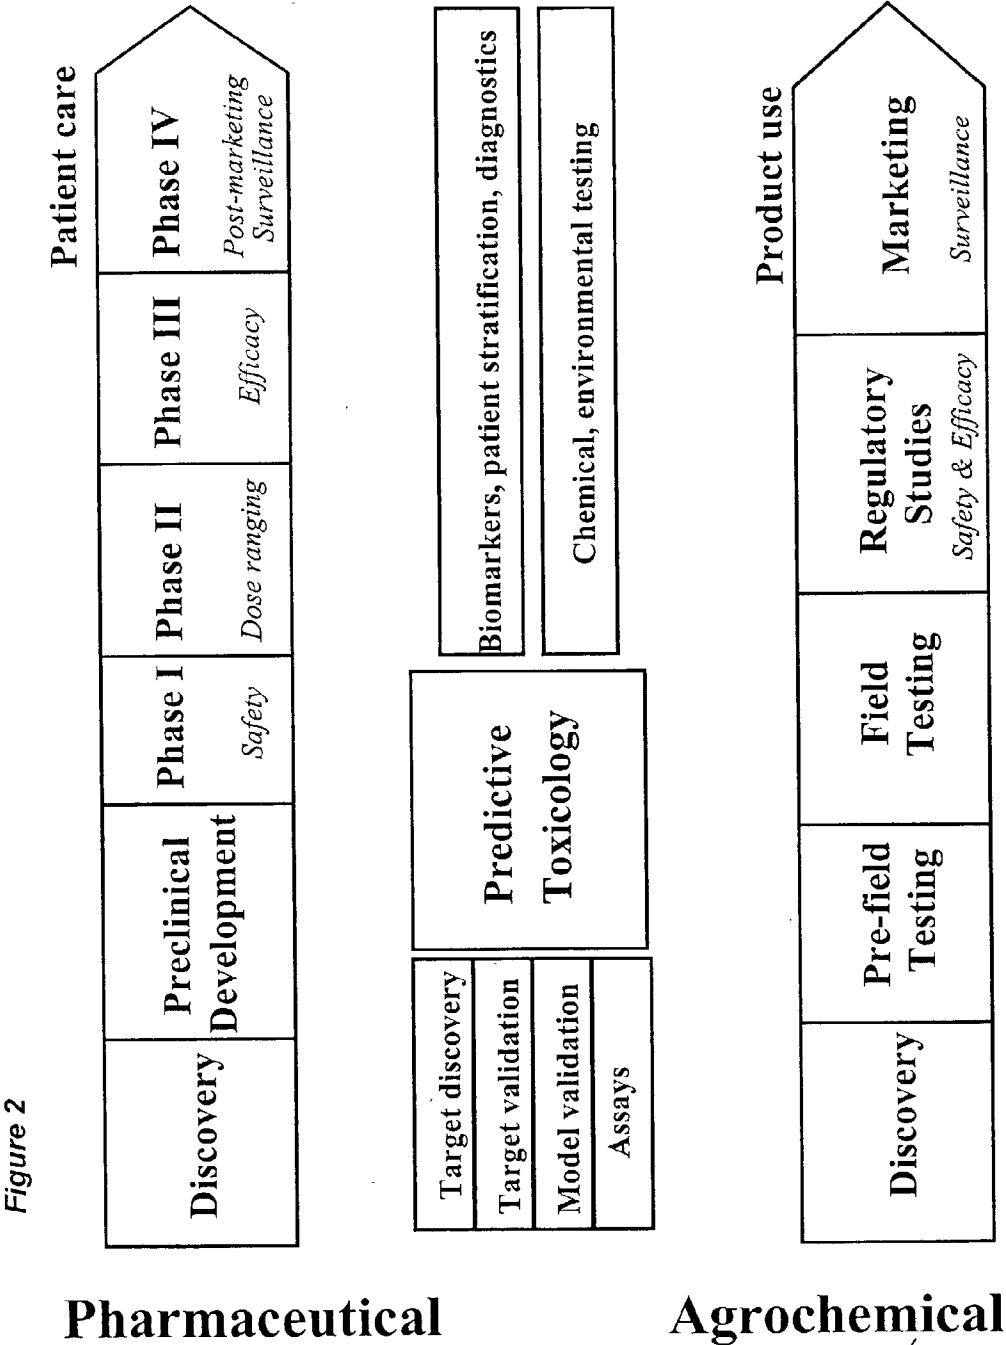 Figure 2
Pharmaceutical
Discovery
Preclinical
Development
Phase I
Safety
Phase II
Dose ranging
Phase III
Efficacy
Phase IV
Post-marketing
Surveillance
Patient care
Target discovery
Target validation
Model validation
Assays
Predictive
Toxicology
Biomarkers, patient stratification, diagnostics
Chemical, environmental testing
Agrochemical
Discovery
Pre-field
Testing
Field
Testing
Regulatory
Studies
Safety & Efficacy
Marketing
Surveillance
Product use